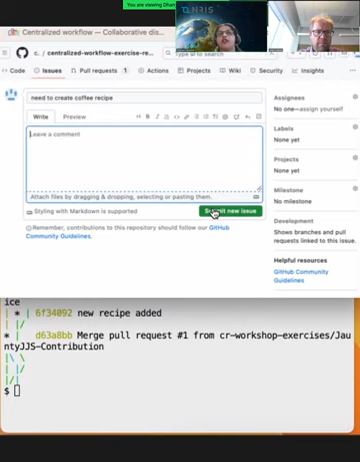 You are viewing Dhan
NRIS
Centralized workflow — Collaborative dis...
c.. / centralized-workflow-exercise-re...
Type / to search
Code
Issues
Pull requests 1
Actions
Projects
Wiki
Security
Insights
need to create coffee recipe
Write
Preview
Leave a comment
Attach files by dragging & dropping, selecting or pasting them.
Styling with Markdown is supported
Submit new issue
Remember, contributions to this repository should follow our GitHub
Community Guidelines.
Assignees
No one—assign yourself
Labels
None yet
Projects
None yet
Milestone
No milestone
Development
Shows branches and pull
requests linked to this issue.
Helpful resources
GitHub Community
Guidelines
ice
| * | 6f34092 new recipe added
| |/
* |   d63a8bb Merge pull request #1 from cr-workshop-exercises/Jau
ntyJJS-Contribution
|\ \
| |/
|/|
$